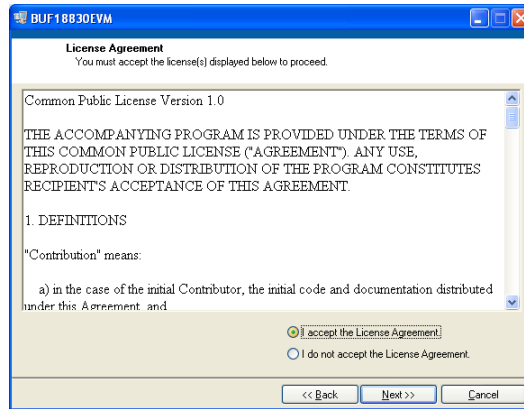 BUF18830EVM
License Agreement
You must accept the license(s) displayed below to proceed.
Common Public License Version 1.0
THE ACCOMPANYING PROGRAM IS PROVIDED UNDER THE TERMS OF
THIS COMMON PUBLIC LICENSE ("AGREEMENT"). ANY USE,
REPRODUCTION OR DISTRIBUTION OF THE PROGRAM CONSTITUTES
RECIPIENT'S ACCEPTANCE OF THIS AGREEMENT.
1. DEFINITIONS
"Contribution" means:
a) in the case of the initial Contributor, the initial code and documentation distributed
under this Agreement, and
I accept the License Agreement.
I do not accept the License Agreement.
<< Back
Next >>
Cancel